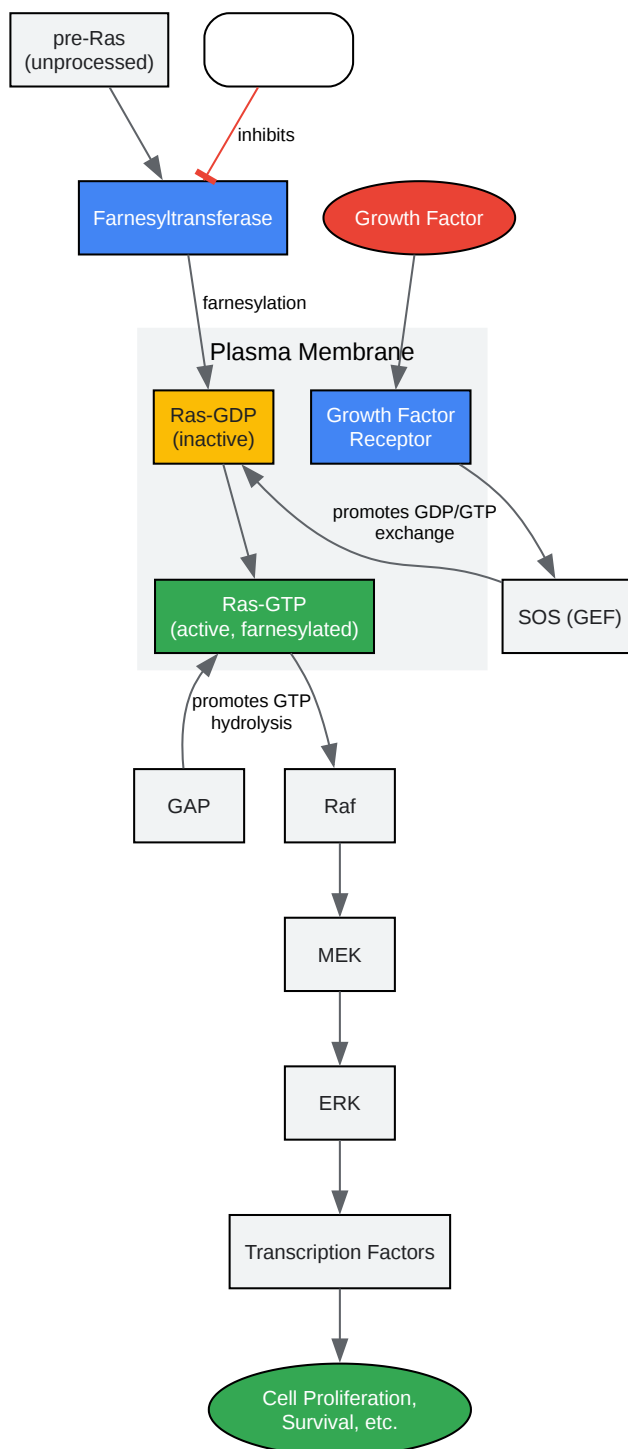 pre-Ras
(unprocessed)
inhibits
Farnesyltransferase
Growth Factor
farnesylation
Plasma Membrane
Ras-GDP
(inactive)
Growth Factor
Receptor
promotes GDP/GTP
exchange
Ras-GTP
(active, farnesylated)
SOS (GEF)
promotes GTP
hydrolysis
GAP
Raf
MEK
ERK
Transcription Factors
Cell Proliferation,
Survival, etc.